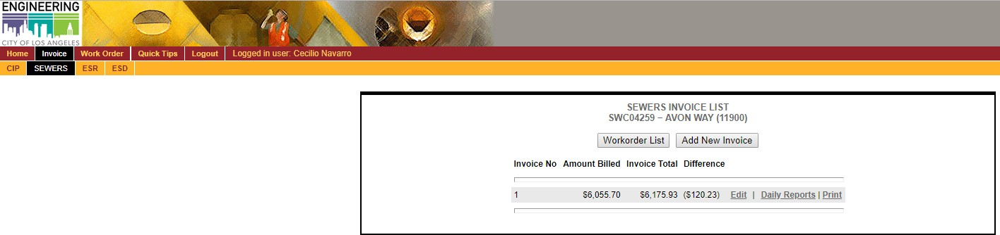 ENGINEERING
CITY OF LOS ANGELES
Home Invoice Work Order Quick Tips Logout Logged in user: Cecilio Navarro
CIP SEWERS ESR ESD
SEWERS INVOICE LIST
SWC04259 – AVON WAY (11900)
Workorder List Add New Invoice
Invoice No Amount Billed Invoice Total Difference
1 $6,055.70 $6,175.93 ($120.23) Edit | Daily Reports | Print